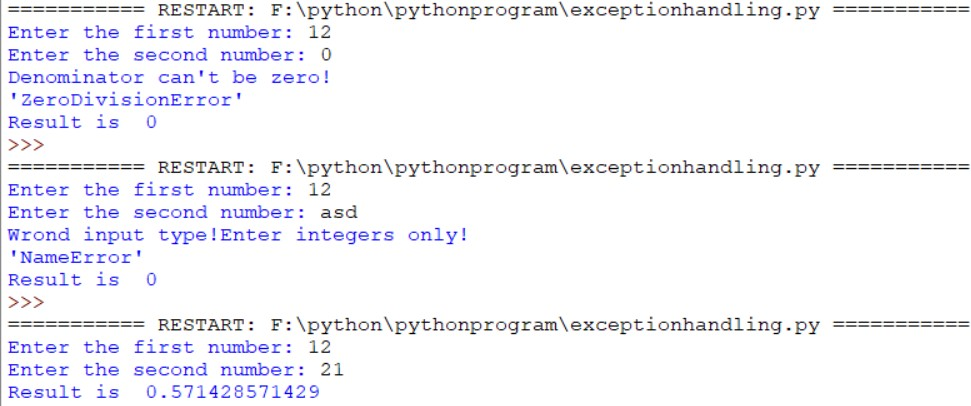 =========== RESTART: F:\python\pythonprogram\exceptionhandling.py ===========
Enter the first number: 12
Enter the second number: 0
Denominator can't be zero!
'ZeroDivisionError'
Result is  0
>>>
=========== RESTART: F:\python\pythonprogram\exceptionhandling.py ===========
Enter the first number: 12
Enter the second number: asd
Wrond input type!Enter integers only!
'NameError'
Result is  0
>>>
=========== RESTART: F:\python\pythonprogram\exceptionhandling.py ===========
Enter the first number: 12
Enter the second number: 21
Result is  0.571428571429